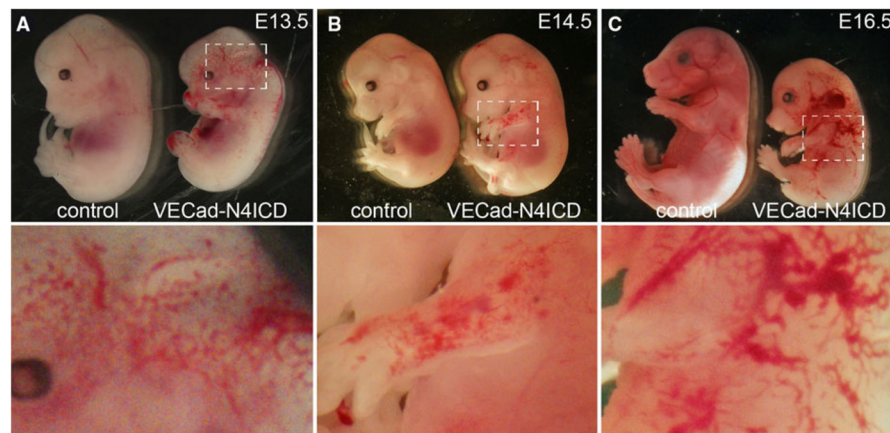 A E13.5
control VECad-N4ICD
B E14.5
control VECad-N4ICD
C E16.5
control VECad-N4ICD